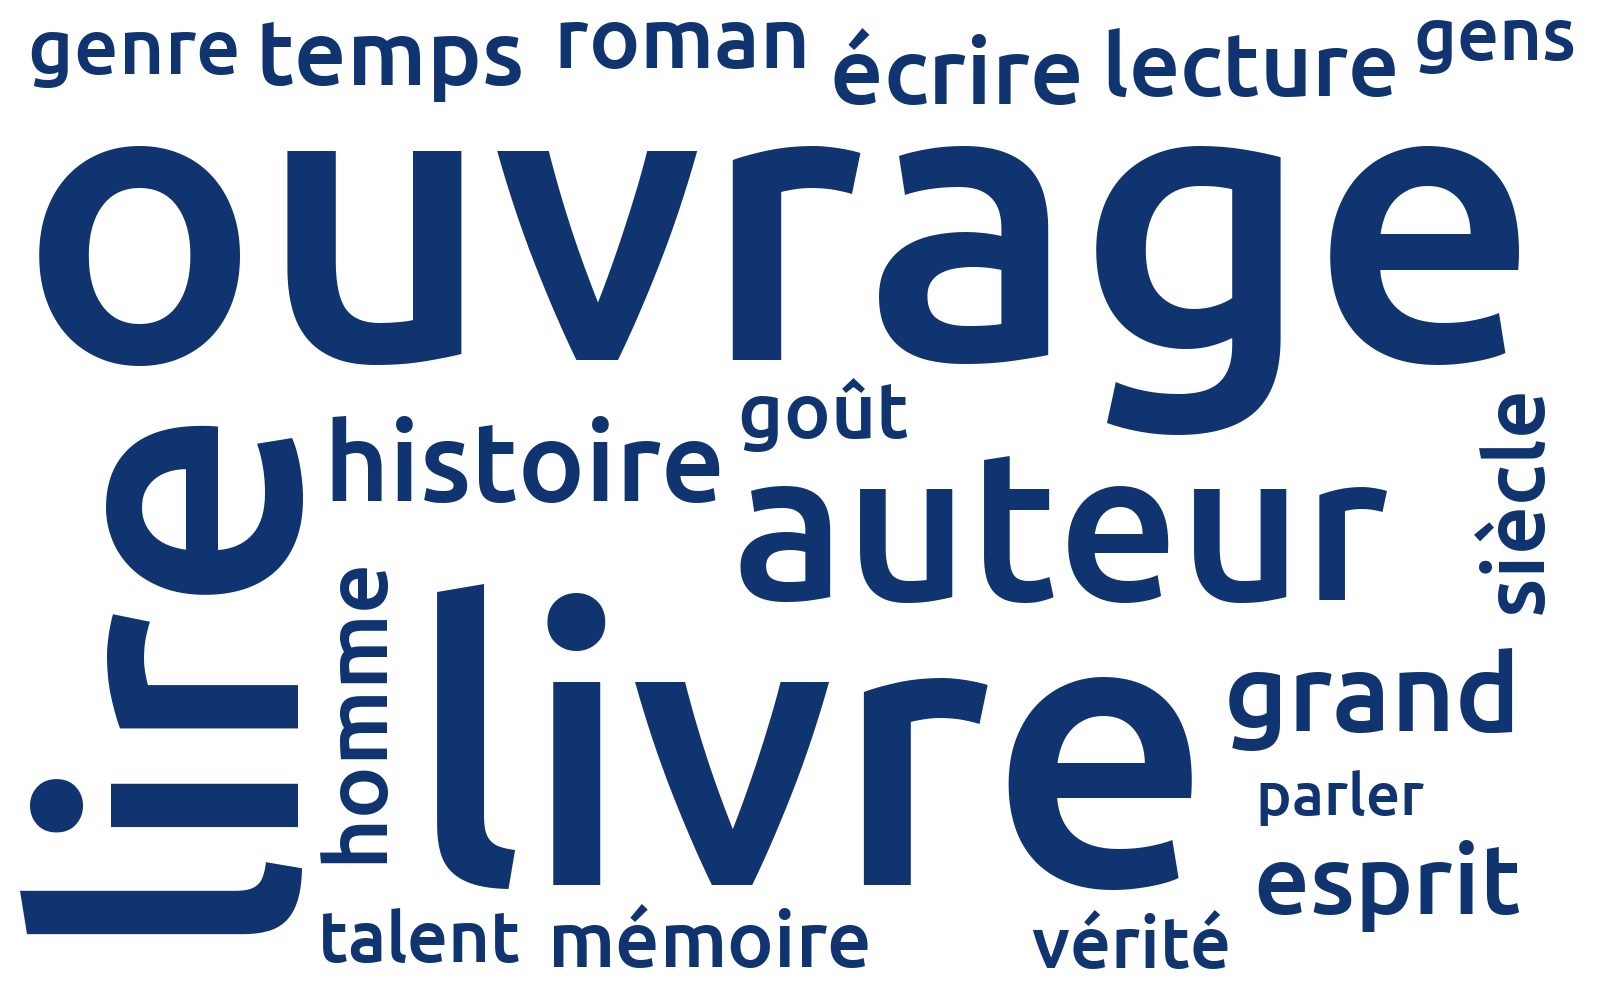 genre temps roman écrire lecture gens
ouvrage
histoire goût
auteur
siècle
lire
homme
livre
grand
parler
esprit
talent mémoire vérité